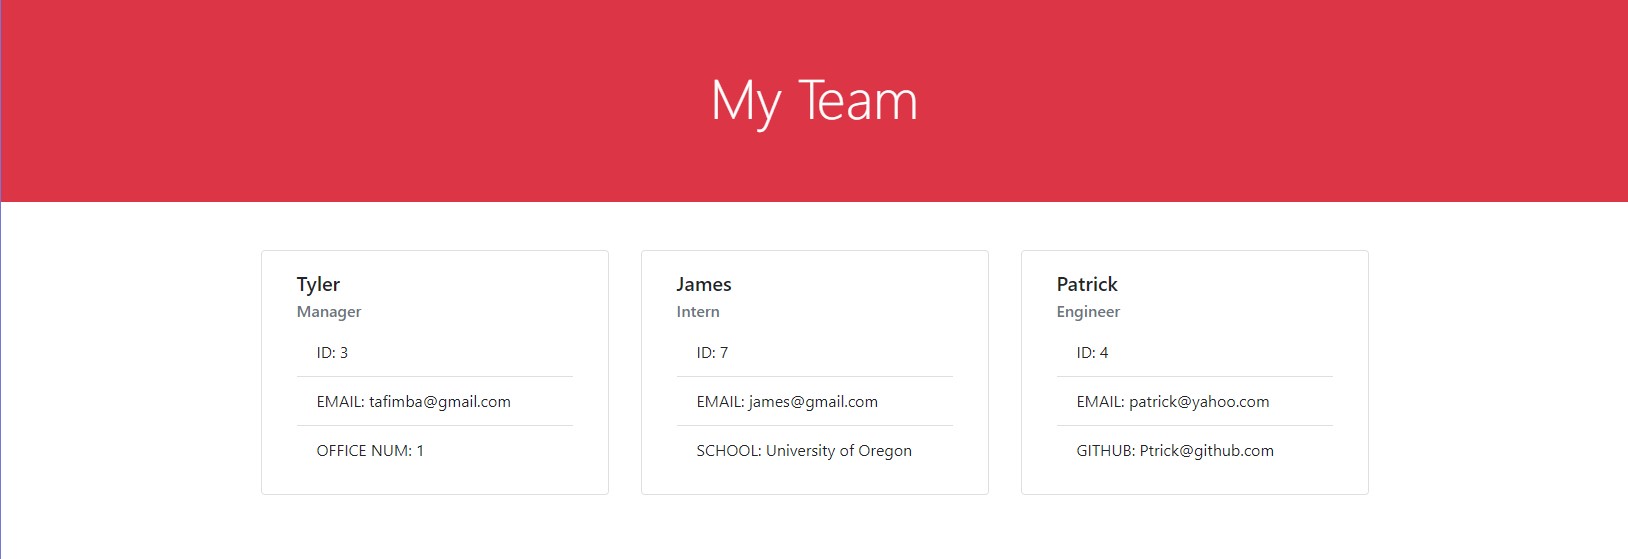 My Team
Tyler
Manager
ID: 3
EMAIL: tafimba@gmail.com
OFFICE NUM: 1
James
Intern
ID: 7
EMAIL: james@gmail.com
SCHOOL: University of Oregon
Patrick
Engineer
ID: 4
EMAIL: patrick@yahoo.com
GITHUB: Ptrick@github.com